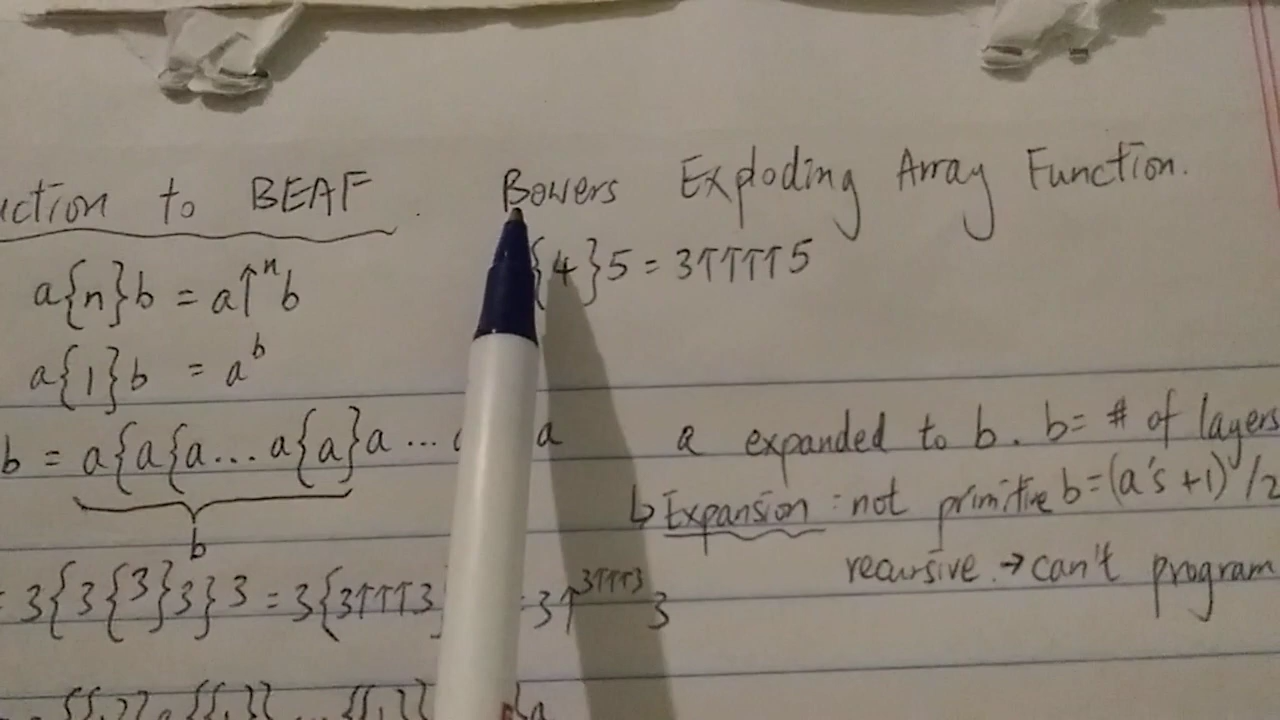 uction to BEAF Bowers Exploding Array Function.
a{n}b = a↑ⁿb {4}5 = 3↑↑↑↑5
a{1}b = aᵇ
b = a{a{a...a{a}a... a a expanded to b. b= # of layers
b ↳ Expansion : not primitive b=(a's +1)/2
recursive. → can't program
= 3{3{3}3}3 = 3{3↑↑↑3} = 3↑^{3↑↑↑3} 3